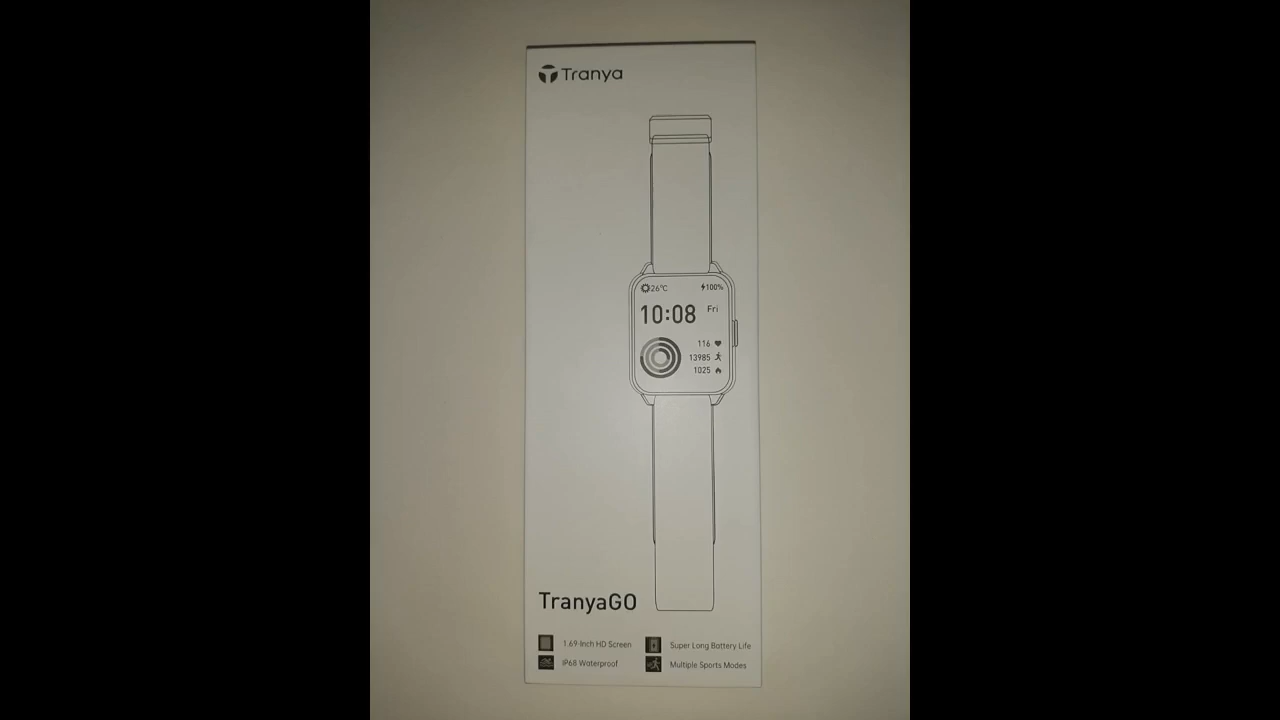 Tranya
26°C 100%
10:08 Fri
116
13985
1025
TranyaGO
1.69-Inch HD Screen Super Long Battery Life
IP68 Waterproof Multiple Sports Modes